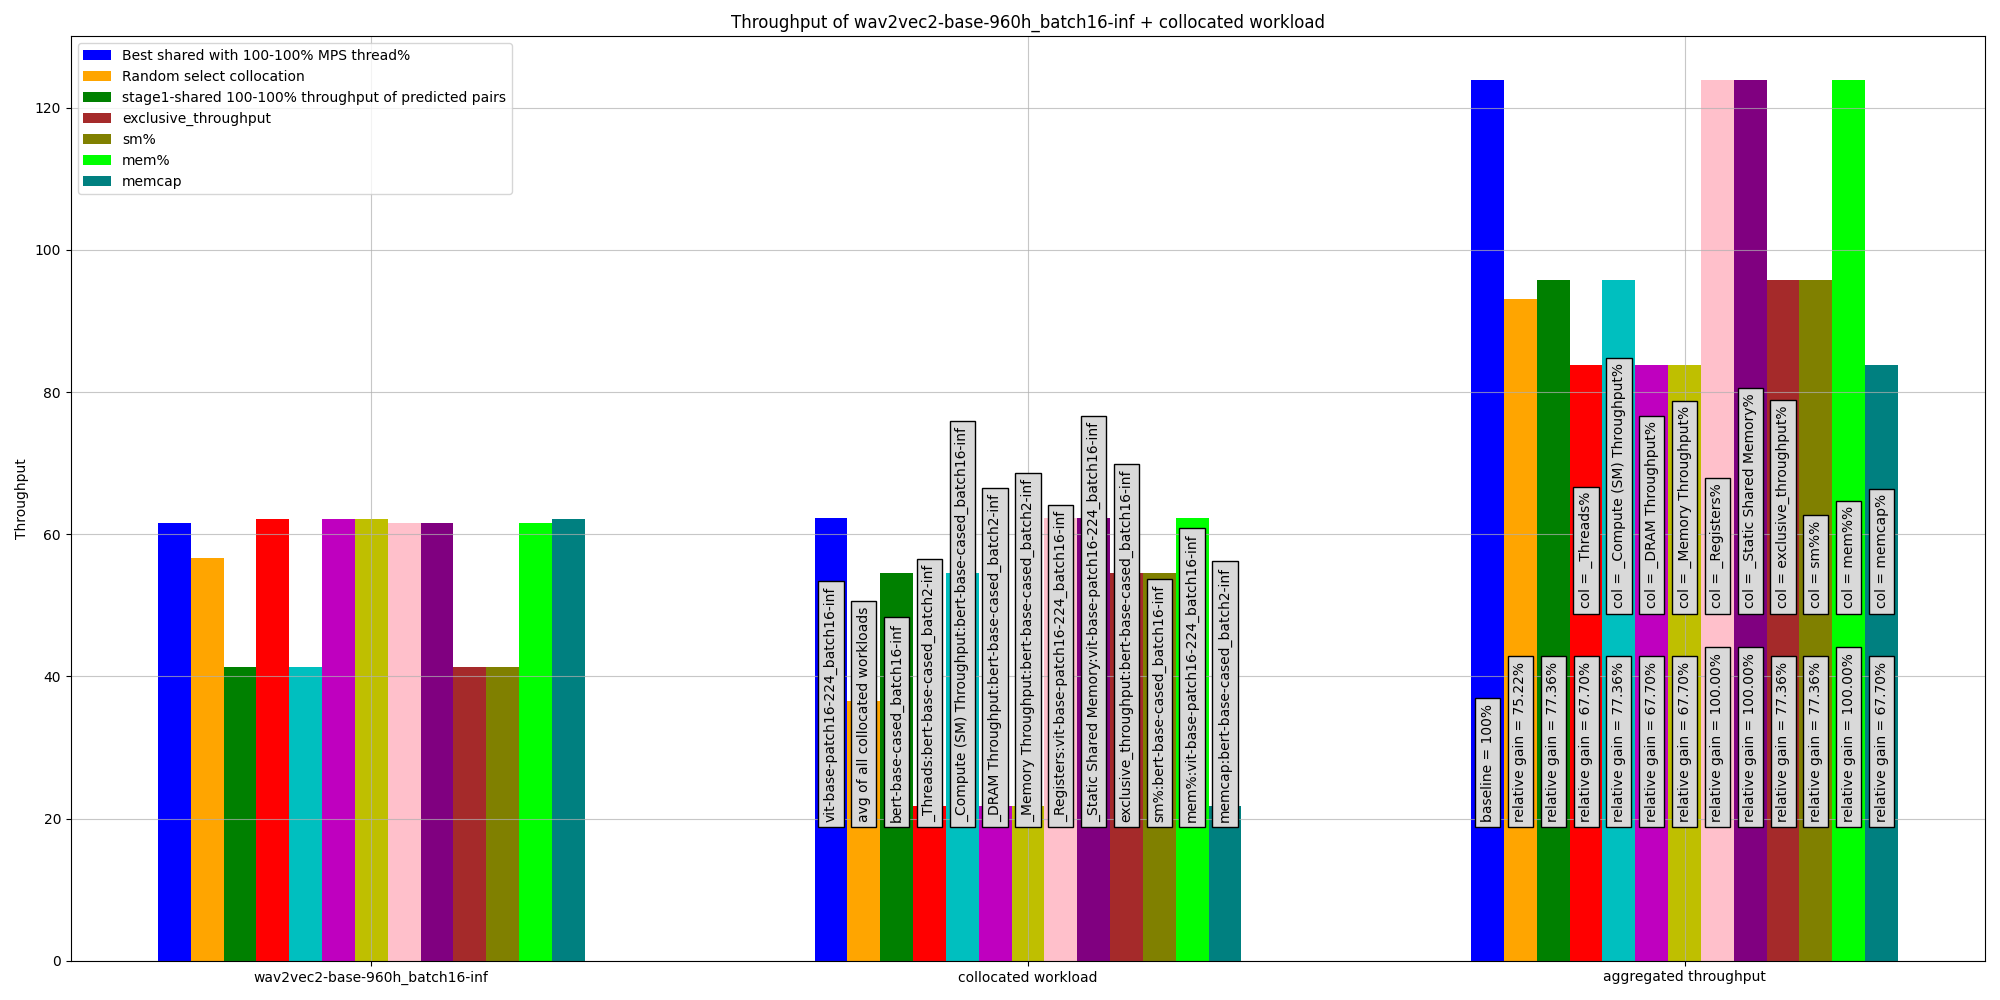 Throughput of wav2vec2-base-960h_batch16-inf + collocated workload
Best shared with 100-100% MPS thread%
Random select collocation
stage1-shared 100-100% throughput of predicted pairs
exclusive_throughput
sm%
mem%
memcap
Throughput
120
100
80
60
40
20
0
vit-base-patch16-224_batch16-inf
avg of all collocated workloads
bert-base-cased_batch16-inf
_Threads:bert-base-cased_batch2-inf
_Compute (SM) Throughput:bert-base-cased_batch16-inf
_DRAM Throughput:bert-base-cased_batch2-inf
_Memory Throughput:bert-base-cased_batch2-inf
_Registers:vit-base-patch16-224_batch16-inf
_Static Shared Memory:vit-base-patch16-224_batch16-inf
exclusive_throughput:bert-base-cased_batch16-inf
sm%:bert-base-cased_batch16-inf
mem%:vit-base-patch16-224_batch16-inf
memcap:bert-base-cased_batch2-inf
col = _Threads%
col = _Compute (SM) Throughput%
col = _DRAM Throughput%
col = _Memory Throughput%
col = _Registers%
col = _Static Shared Memory%
col = exclusive_throughput%
col = sm%%
col = mem%%
col = memcap%
baseline = 100%
relative gain = 75.22%
relative gain = 77.36%
relative gain = 67.70%
relative gain = 77.36%
relative gain = 67.70%
relative gain = 67.70%
relative gain = 100.00%
relative gain = 100.00%
relative gain = 77.36%
relative gain = 77.36%
relative gain = 100.00%
relative gain = 67.70%
wav2vec2-base-960h_batch16-inf
collocated workload
aggregated throughput